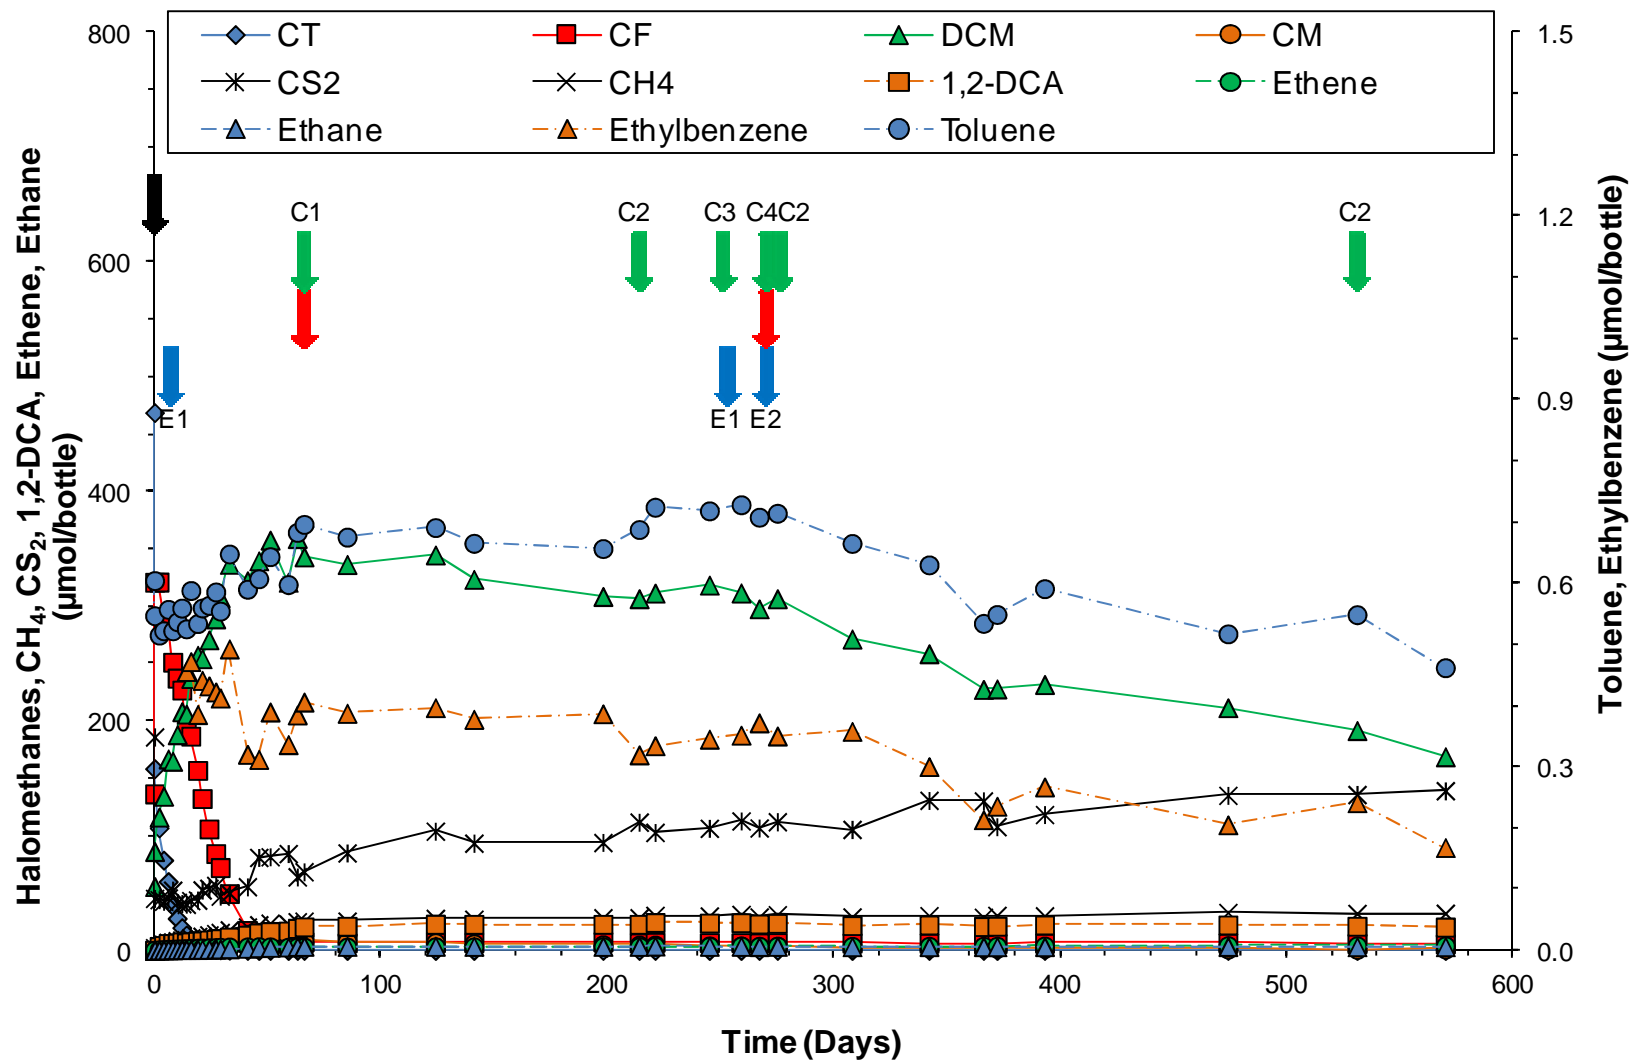 CT CF DCM CM
CS2 CH4 1,2-DCA Ethene
Ethane Ethylbenzene Toluene
800
600
400
200
0
Halomethanes, CH4, CS2, 1,2-DCA, Ethene, Ethane
(µmol/bottle)
C1 C2 C3 C4 C2 C2
E1 E1 E2
1.5
1.2
0.9
0.6
0.3
0.0
Toluene, Ethylbenzene (µmol/bottle)
0 100 200 300 400 500 600
Time (Days)